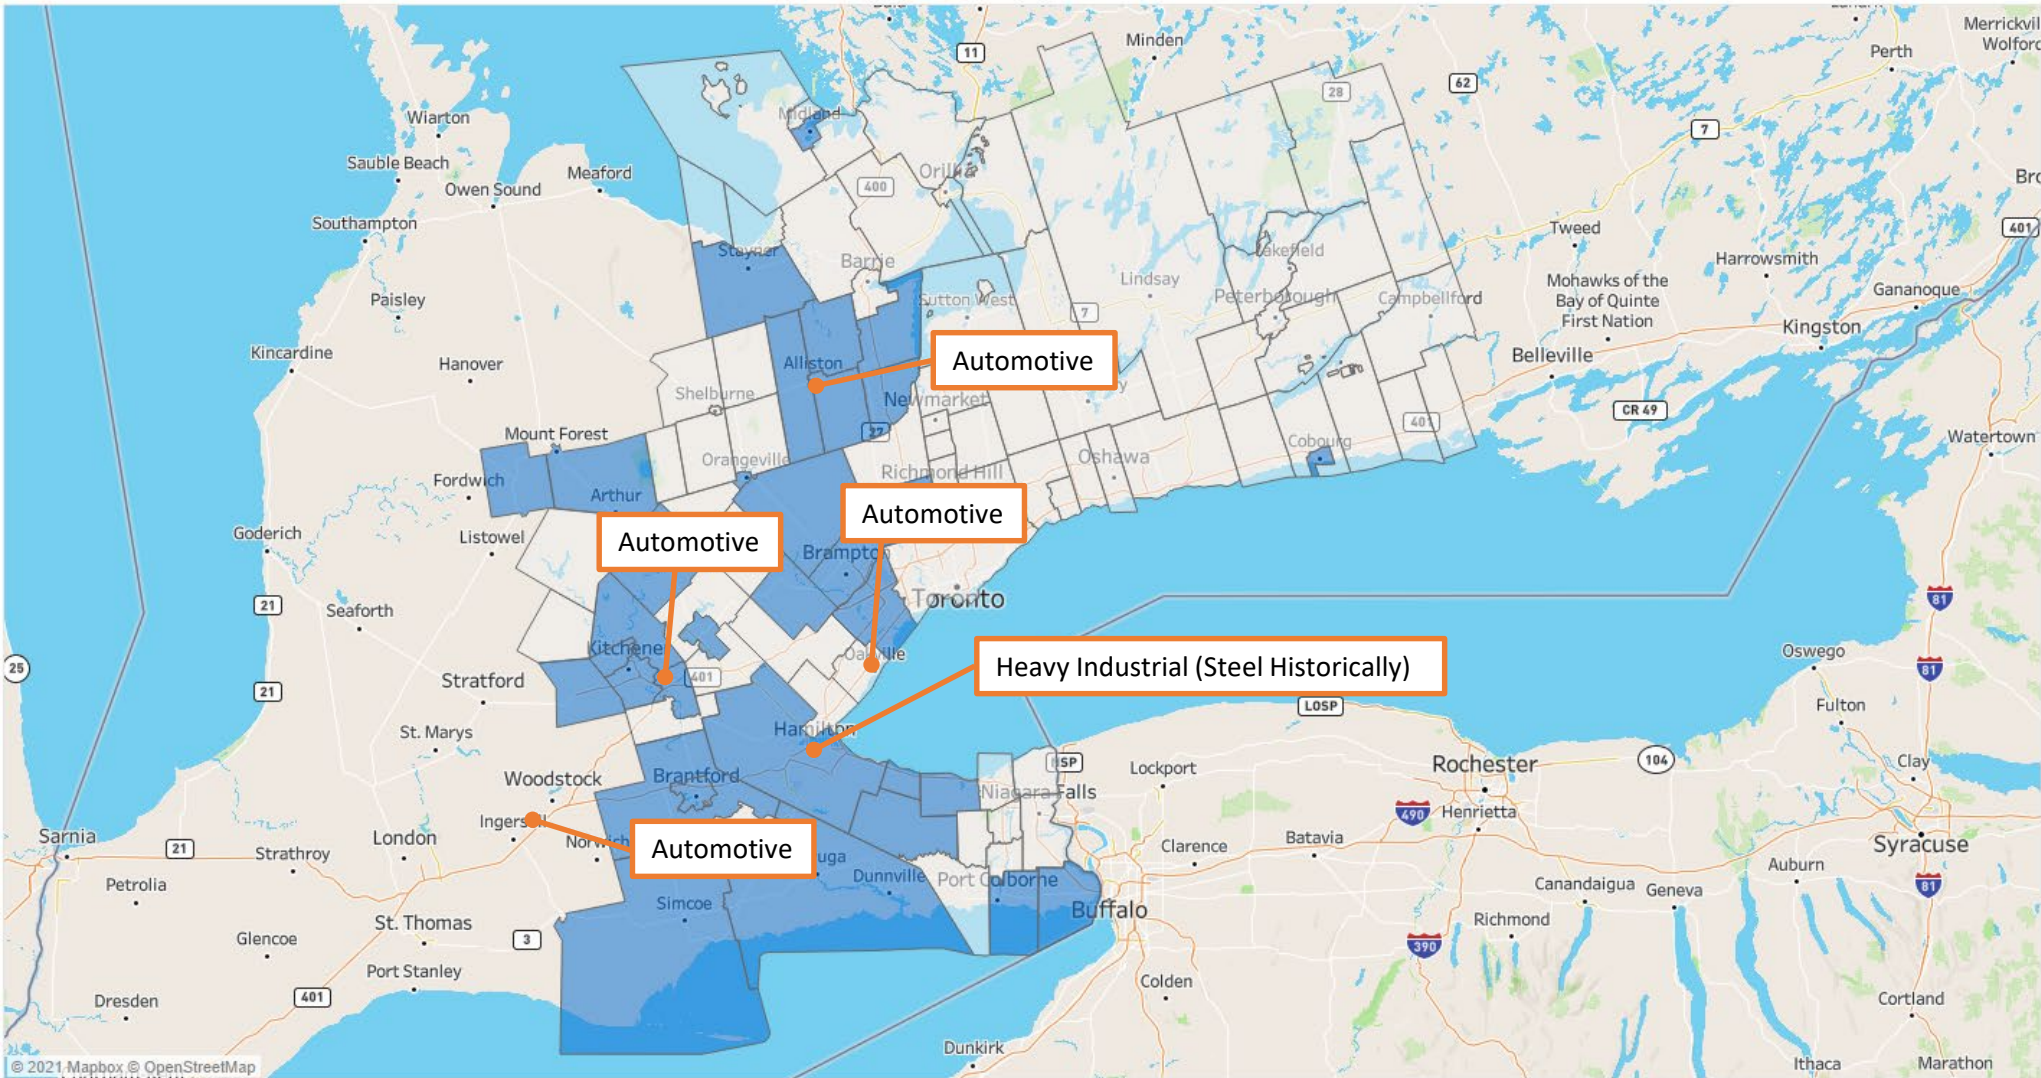 Minden
Merrickvil
Wolford
Perth
11
62
28
Midland
7
Wiarton
Sauble Beach
Meaford
Owen Sound
Orillia
400
Bro
Southampton
Tweed
401
Stayner
Barrie
Lakefield
Harrowsmith
Mohawks of the
Bay of Quinte
First Nation
Lindsay
Paisley
Sutton West
Peterborough
Campbellford
Gananoque
7
Kingston
Kincardine
Hanover
Alliston
Automotive
Belleville
Shelburne
Newmarket
CR 49
401
27
Mount Forest
Cobourg
Watertown
Orangeville
Richmond Hill
Oshawa
Fordwich
Arthur
Automotive
Goderich
Listowel
Automotive
Brampton
21
Seaforth
Toronto
81
25
Kitchene
Oakville
Heavy Industrial (Steel Historically)
Oswego
81
Stratford
401
21
LOSP
Fulton
St. Marys
Hamilton
NSP
Lockport
Rochester
104
Clay
Woodstock
Brantford
Niagara Falls
490
Henrietta
Ingersoll
Sarnia
21
London
Norwich
Automotive
Batavia
Syracuse
Strathroy
uga
Clarence
Auburn
Petrolia
Dunnville
Port Colborne
Canandaigua
Geneva
81
Simcoe
Buffalo
Richmond
St. Thomas
Glencoe
3
390
Port Stanley
Colden
Dresden
401
Cortland
Dunkirk
© 2021 Mapbox © OpenStreetMap
Ithaca
Marathon